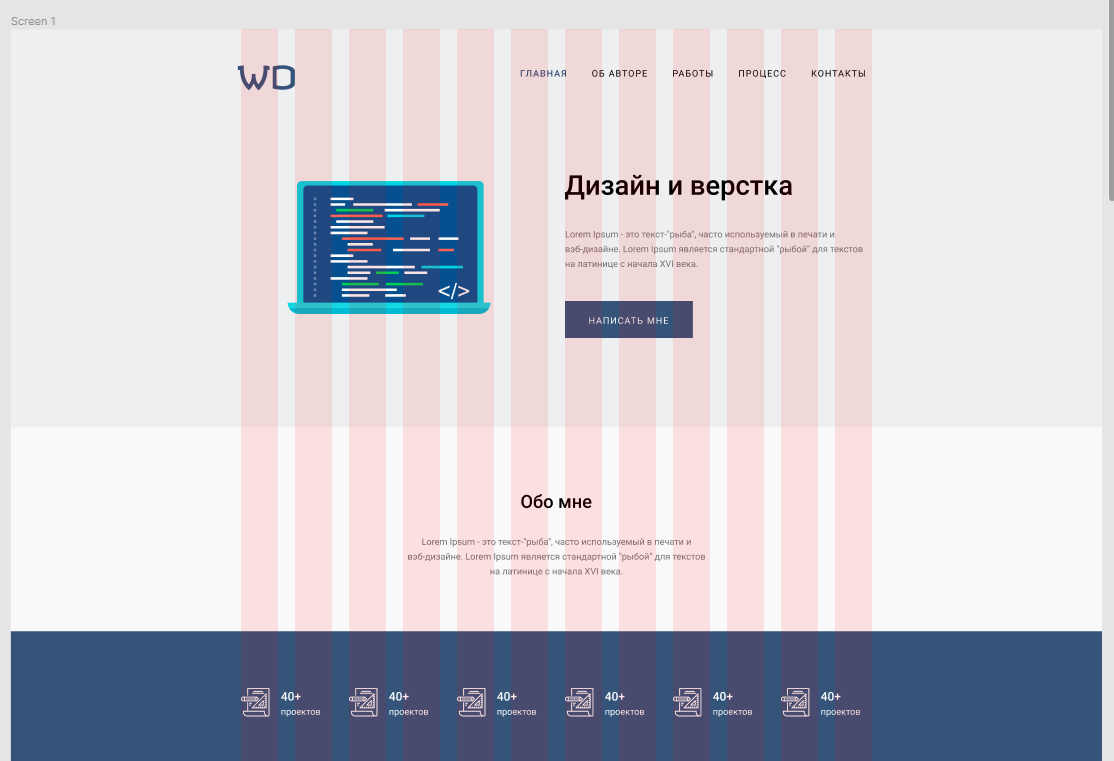 Screen 1
WD
ГЛАВНАЯ ОБ АВТОРЕ РАБОТЫ ПРОЦЕСС КОНТАКТЫ
Дизайн и верстка
Lorem Ipsum - это текст-"рыба", часто используемый в печати и
вэб-дизайне. Lorem Ipsum является стандартной "рыбой" для текстов
на латинице с начала XVI века.
</>
НАПИСАТЬ МНЕ
Обо мне
Lorem Ipsum - это текст-"рыба", часто используемый в печати и
вэб-дизайне. Lorem Ipsum является стандартной "рыбой" для текстов
на латинице с начала XVI века.
40+ 40+ 40+ 40+ 40+ 40+
проектов проектов проектов проектов проектов проектов